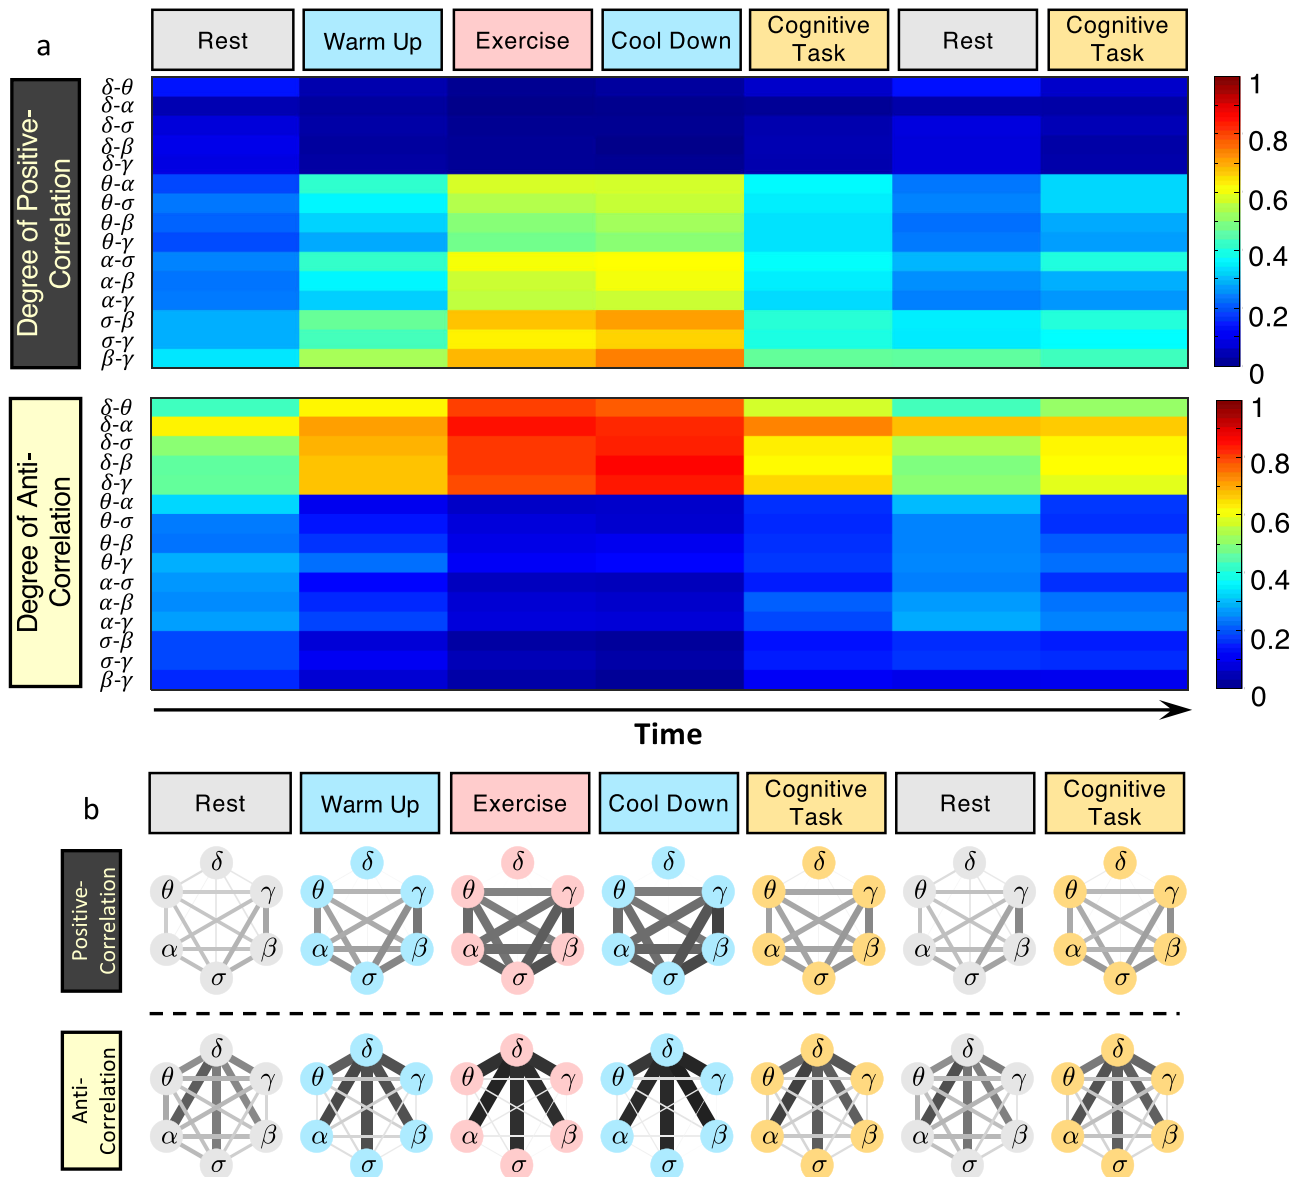 a
Rest
Warm Up
Exercise
Cool Down
Cognitive
Task
Rest
Cognitive
Task
Degree of Positive-
Correlation
δ-θ
δ-α
δ-σ
δ-β
δ-γ
θ-α
θ-σ
θ-β
θ-γ
α-σ
α-β
α-γ
σ-β
σ-γ
β-γ
1
0.8
0.6
0.4
0.2
0
Degree of Anti-
Correlation
δ-θ
δ-α
δ-σ
δ-β
δ-γ
θ-α
θ-σ
θ-β
θ-γ
α-σ
α-β
α-γ
σ-β
σ-γ
β-γ
1
0.8
0.6
0.4
0.2
0
Time
b
Rest
Warm Up
Exercise
Cool Down
Cognitive
Task
Rest
Cognitive
Task
Positive-
Correlation
δ δ δ δ δ δ δ
θ γ θ γ θ γ θ γ θ γ θ γ θ γ
α β α β α β α β α β α β α β
σ σ σ σ σ σ σ
Anti-
Correlation
δ δ δ δ δ δ δ
θ γ θ γ θ γ θ γ θ γ θ γ θ γ
α β α β α β α β α β α β α β
σ σ σ σ σ σ σ